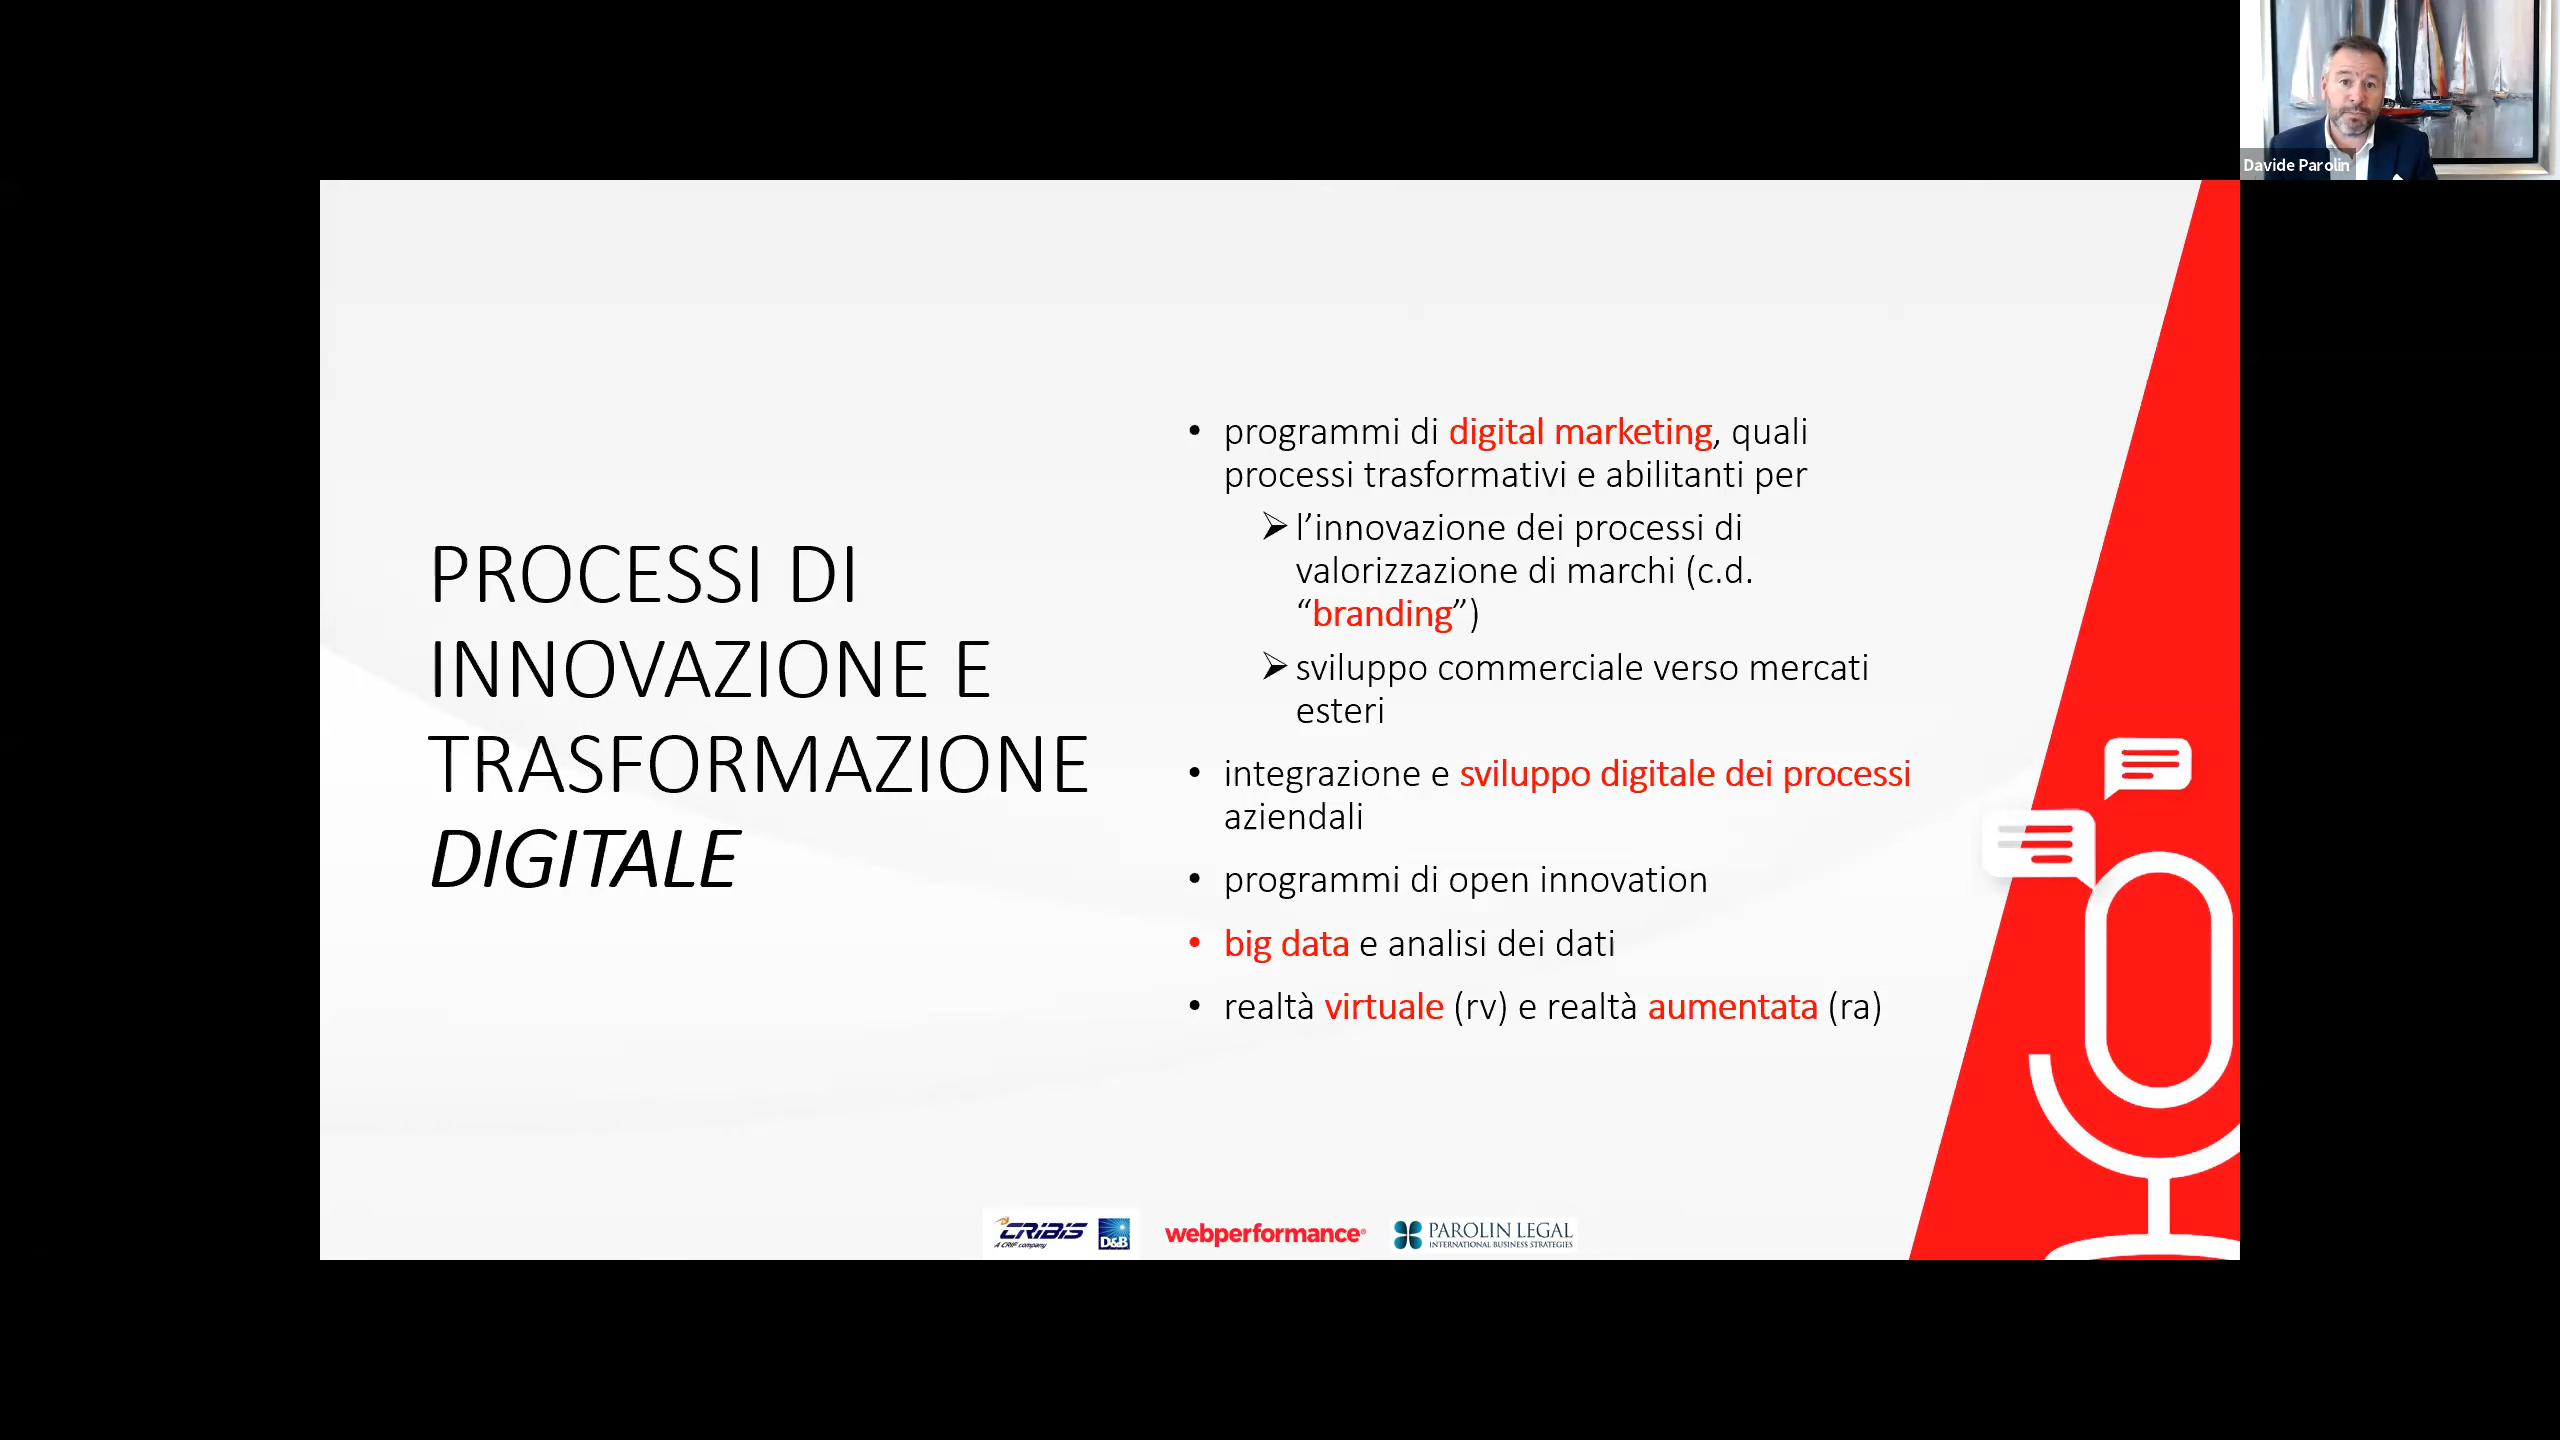 Davide Parolin
PROCESSI DI
INNOVAZIONE E
TRASFORMAZIONE
DIGITALE
• programmi di digital marketing, quali
processi trasformativi e abilitanti per
➢ l’innovazione dei processi di
valorizzazione di marchi (c.d.
“branding”)
➢ sviluppo commerciale verso mercati
esteri
• integrazione e sviluppo digitale dei processi
aziendali
• programmi di open innovation
• big data e analisi dei dati
• realtà virtuale (rv) e realtà aumentata (ra)
CRIBIS
A CRIF company
D&B
webperformance®
PAROLIN LEGAL
INTERNATIONAL BUSINESS STRATEGIES